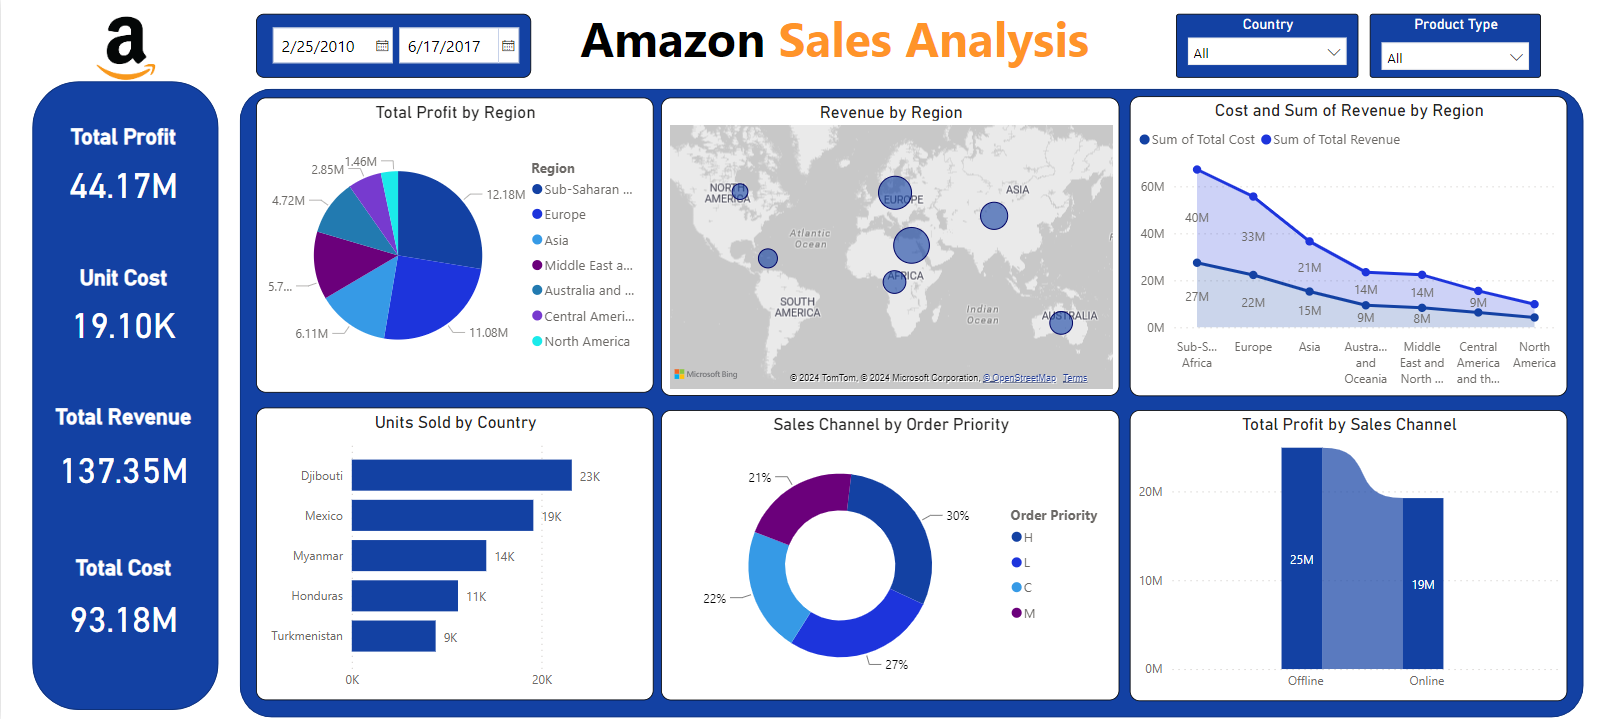 a
2/25/2010
6/17/2017
Amazon Sales Analysis
Country
All
Product Type
All
Total Profit
44.17M
Unit Cost
19.10K
Total Revenue
137.35M
Total Cost
93.18M
Total Profit by Region
1.46M
2.85M
4.72M
5.7...
6.11M
11.08M
12.18M
Region
Sub-Saharan ...
Europe
Asia
Middle East a...
Australia and ...
Central Ameri...
North America
Revenue by Region
NORTH
AMERICA
EUROPE
ASIA
Atlantic
Ocean
AFRICA
SOUTH
AMERICA
Indian
Ocean
AUSTRALIA
Microsoft Bing
© 2024 TomTom, © 2024 Microsoft Corporation, © OpenStreetMap Terms
Cost and Sum of Revenue by Region
Sum of Total Cost
Sum of Total Revenue
60M
40M
20M
0M
40M
33M
21M
14M
14M
9M
27M
22M
15M
9M
8M
Sub-S...
Africa
Europe
Asia
Austra...
and
Oceania
Middle
East and
North ...
Central
America
and th...
North
America
Units Sold by Country
Djibouti
23K
Mexico
19K
Myanmar
14K
Honduras
11K
Turkmenistan
9K
0K
20K
Sales Channel by Order Priority
21%
30%
22%
27%
Order Priority
H
L
C
M
Total Profit by Sales Channel
20M
10M
0M
25M
19M
Offline
Online